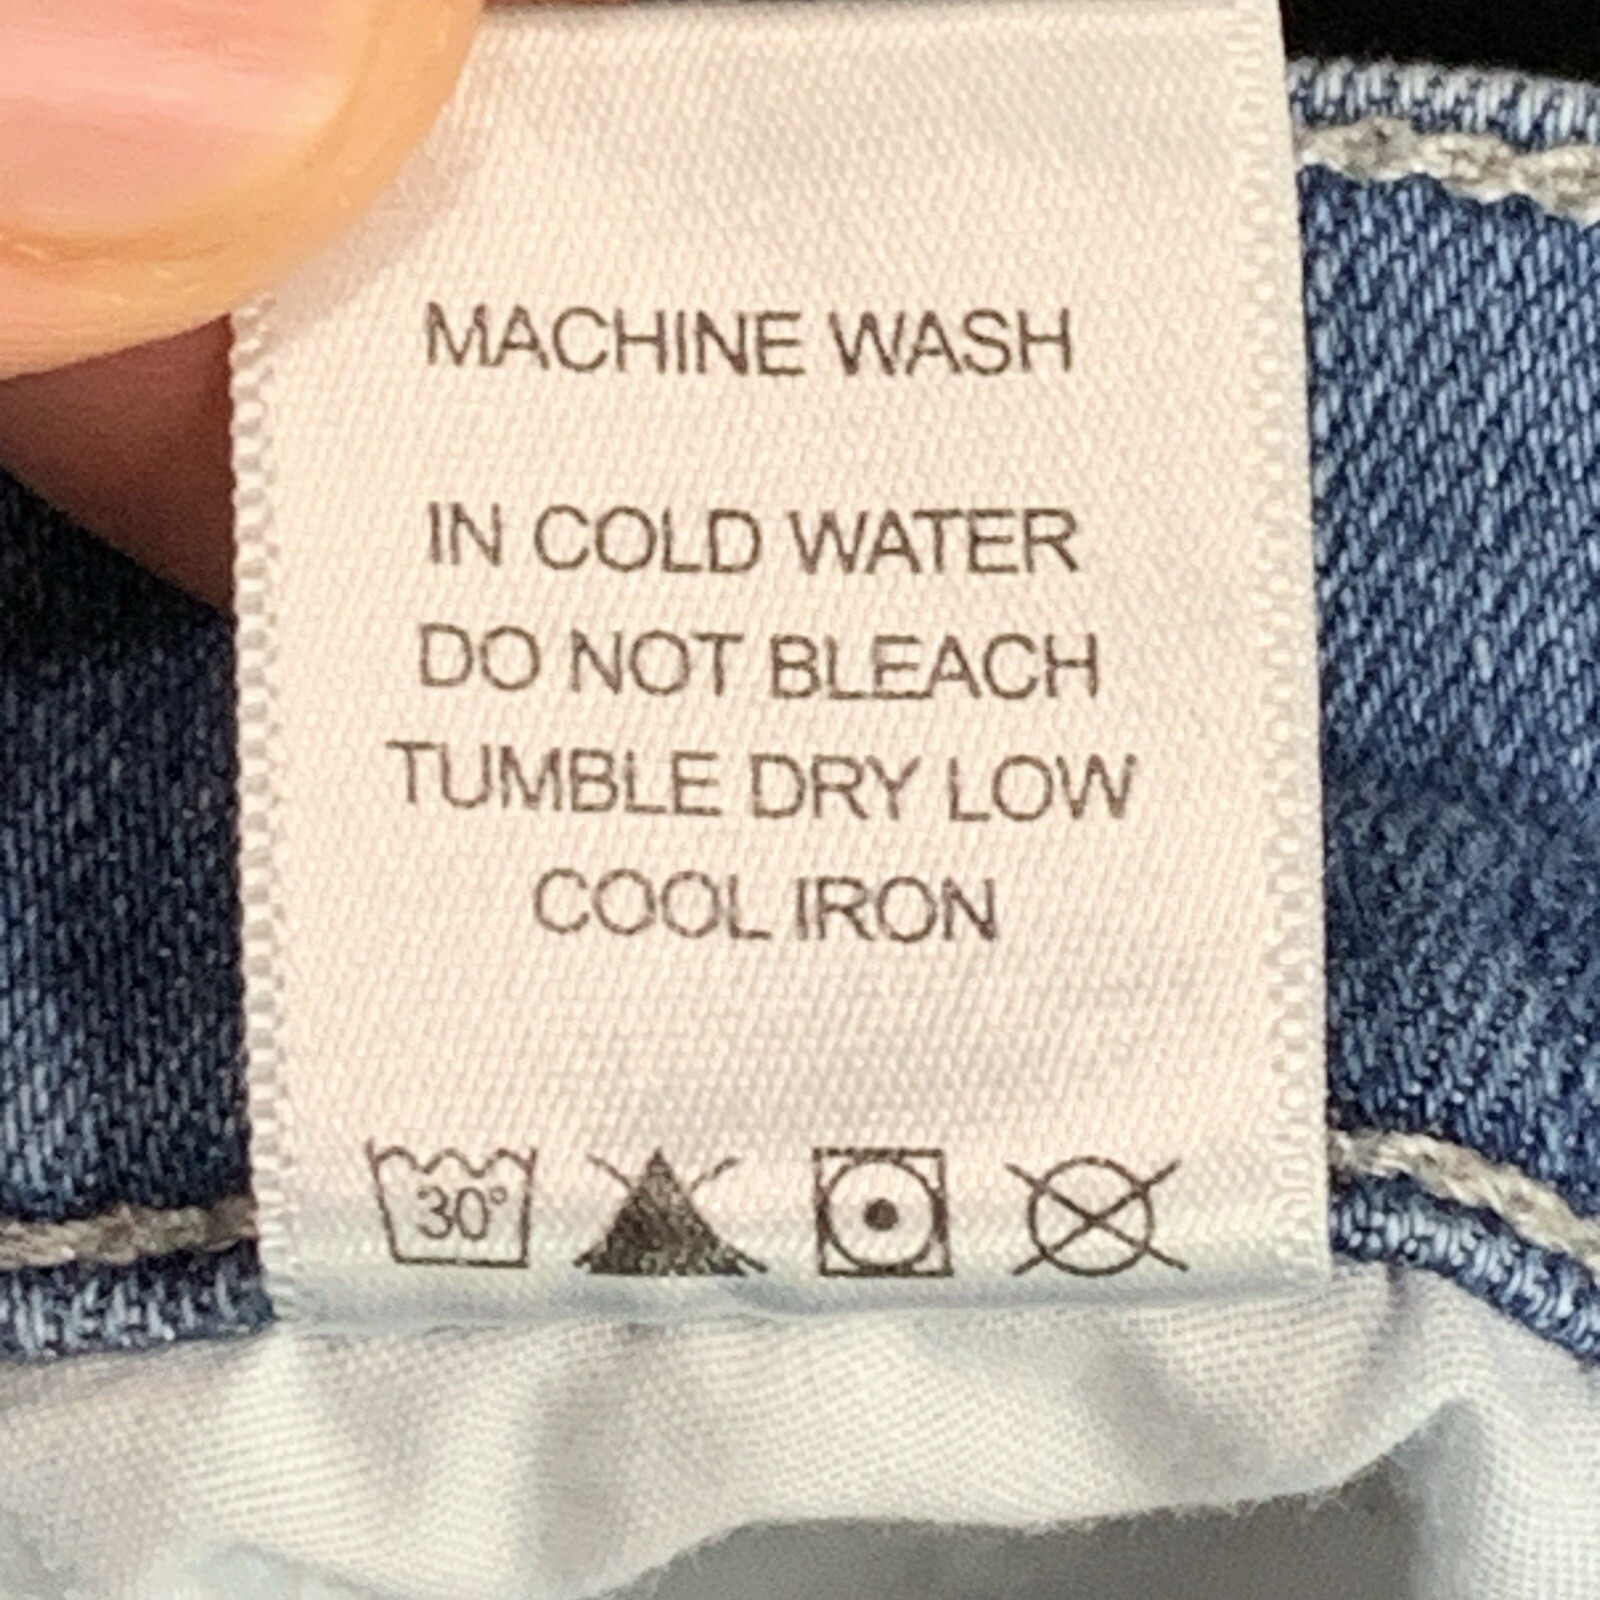 MACHINE WASH
IN COLD WATER
DO NOT BLEACH
TUMBLE DRY LOW
COOL IRON
30°